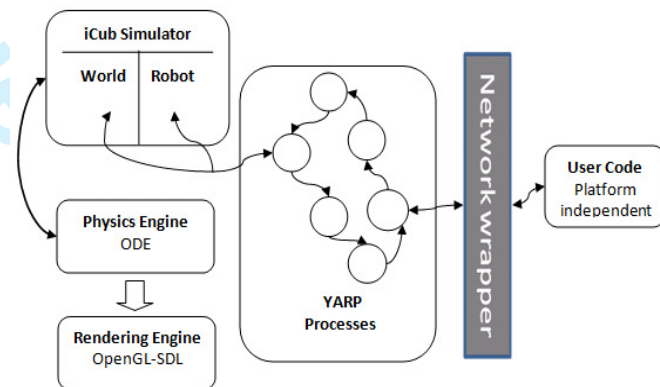 iCub Simulator
World
Robot
Physics Engine
ODE
Rendering Engine
OpenGL-SDL
YARP
Processes
Network wrapper
User Code
Platform
independent